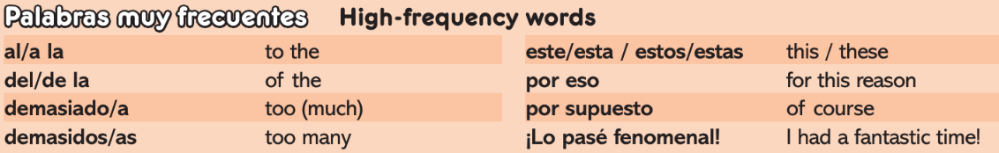 Palabras muy frecuentes High-frequency words
al/a la to the
del/de la of the
demasiado/a too (much)
demasidos/as too many
este/esta / estos/estas this / these
por eso for this reason
por supuesto of course
¡Lo pasé fenomenal! I had a fantastic time!